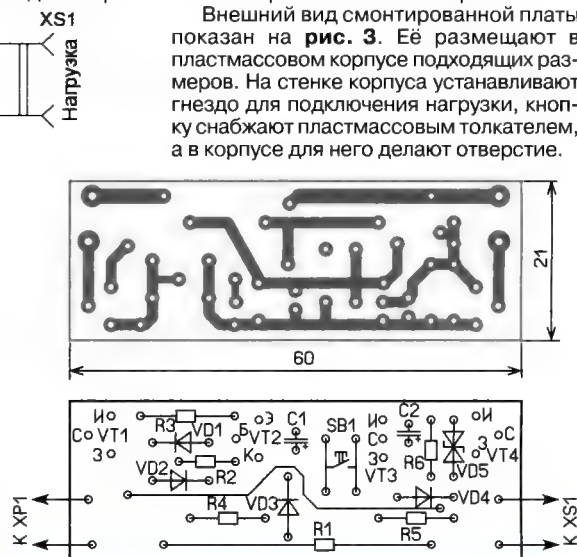 XS1
Нагрузка
Внешний вид смонтированной платы
показан на рис. 3. Её размещают в
пластмассовом корпусе подходящих раз-
меров. На стенке корпуса устанавливают
гнездо для подключения нагрузки, кноп-
ку снабжают пластмассовым толкателем,
а в корпусе для него делают отверстие.
21
60
И
R3
VD1
Э
C1
SB1
И
C2
И
С
VT1
Б
VT2
С
R6
З
С
З
VD2
R2
К
З
VT3
VD5
VT4
R4
VD3
VD4
R5
R1
К XP1
К XS1